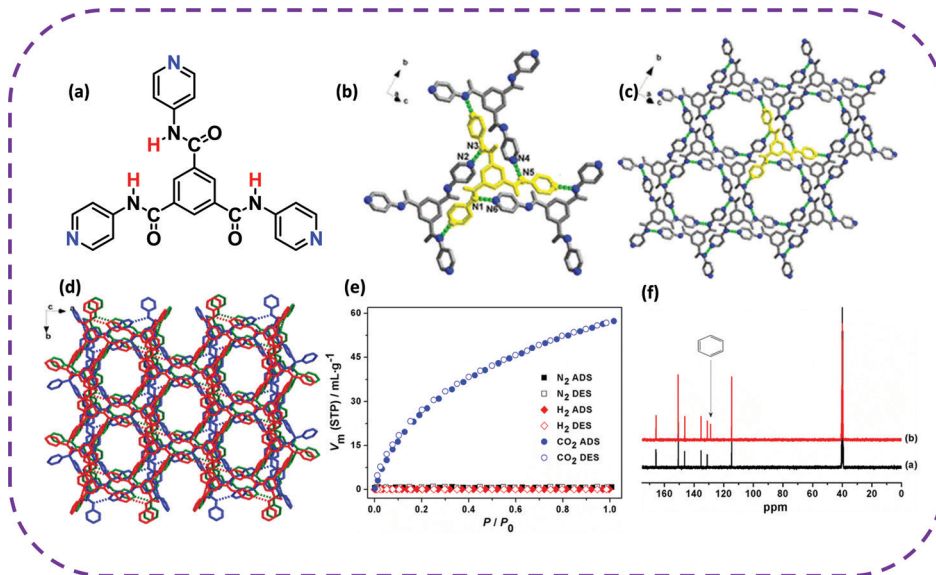 (a)
N
N
H
O
H
H
N
O
O
N
N
N
(b)
b
a
c
N3
N2
N4
N5
N1
N6
(c)
b
a
c
(d)
c
a
b
(e)
60
45
30
15
0
V_m (STP) / mL·g⁻¹
N₂ ADS
N₂ DES
H₂ ADS
H₂ DES
CO₂ ADS
CO₂ DES
0.0 0.2 0.4 0.6 0.8 1.0
P / P₀
(f)
(b)
(a)
160 140 120 100 80 60 40 20 0
ppm